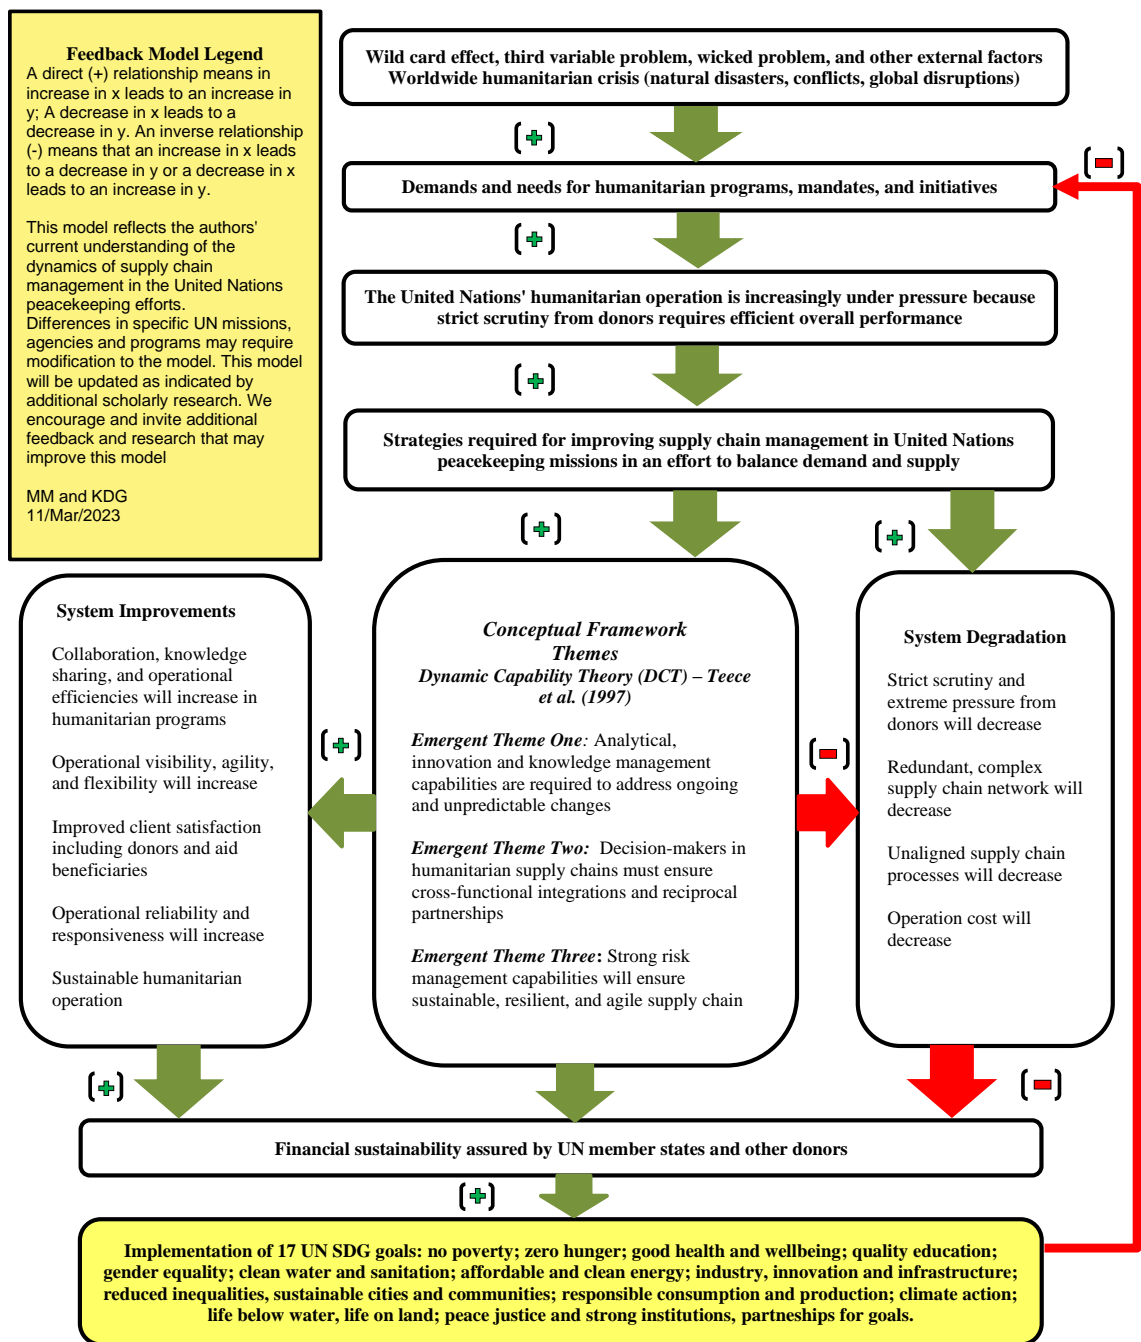 Feedback Model Legend
A direct (+) relationship means in
increase in x leads to an increase in
y; A decrease in x leads to a
decrease in y. An inverse relationship
(-) means that an increase in x leads
to a decrease in y or a decrease in x
leads to an increase in y.
This model reflects the authors'
current understanding of the
dynamics of supply chain
management in the United Nations
peacekeeping efforts.
Differences in specific UN missions,
agencies and programs may require
modification to the model. This model
will be updated as indicated by
additional scholarly research. We
encourage and invite additional
feedback and research that may
improve this model
MM and KDG
11/Mar/2023
Wild card effect, third variable problem, wicked problem, and other external factors
Worldwide humanitarian crisis (natural disasters, conflicts, global disruptions)
(+)
(-)
Demands and needs for humanitarian programs, mandates, and initiatives
(+)
The United Nations' humanitarian operation is increasingly under pressure because
strict scrutiny from donors requires efficient overall performance
(+)
Strategies required for improving supply chain management in United Nations
peacekeeping missions in an effort to balance demand and supply
(+)
(+)
System Improvements
Collaboration, knowledge
sharing, and operational
efficiencies will increase in
humanitarian programs
Operational visibility, agility,
and flexibility will increase
Improved client satisfaction
including donors and aid
beneficiaries
Operational reliability and
responsiveness will increase
Sustainable humanitarian
operation
(+)
Conceptual Framework
Themes
Dynamic Capability Theory (DCT) – Teece
et al. (1997)
Emergent Theme One: Analytical,
innovation and knowledge management
capabilities are required to address ongoing
and unpredictable changes
Emergent Theme Two: Decision-makers in
humanitarian supply chains must ensure
cross-functional integrations and reciprocal
partnerships
Emergent Theme Three: Strong risk
management capabilities will ensure
sustainable, resilient, and agile supply chain
(-)
System Degradation
Strict scrutiny and
extreme pressure from
donors will decrease
Redundant, complex
supply chain network will
decrease
Unaligned supply chain
processes will decrease
Operation cost will
decrease
(+)
(-)
Financial sustainability assured by UN member states and other donors
(+)
Implementation of 17 UN SDG goals: no poverty; zero hunger; good health and wellbeing; quality education;
gender equality; clean water and sanitation; affordable and clean energy; industry, innovation and infrastructure;
reduced inequalities, sustainable cities and communities; responsible consumption and production; climate action;
life below water, life on land; peace justice and strong institutions, partneships for goals.